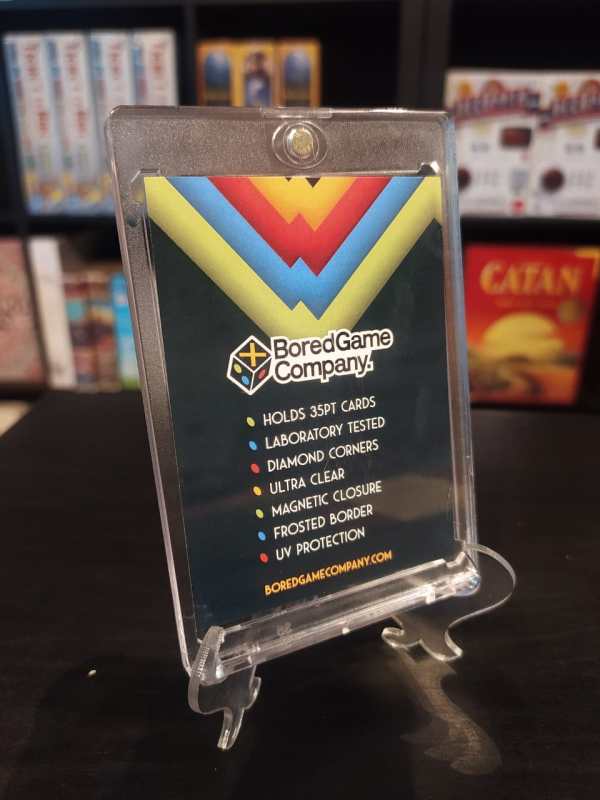 CATAN
BoredGame
Company.
HOLDS 35PT CARDS
LABORATORY TESTED
DIAMOND CORNERS
ULTRA CLEAR
MAGNETIC CLOSURE
FROSTED BORDER
UV PROTECTION
BOREDGAMECOMPANY.COM